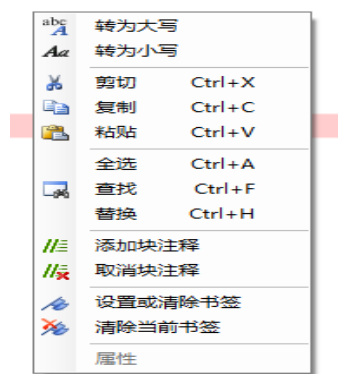 abc A 转为大写
Aa 转为小写
剪切 Ctrl+X
复制 Ctrl+C
粘贴 Ctrl+V
全选 Ctrl+A
查找 Ctrl+F
替换 Ctrl+H
添加块注释
取消块注释
设置或清除书签
清除当前书签
属性